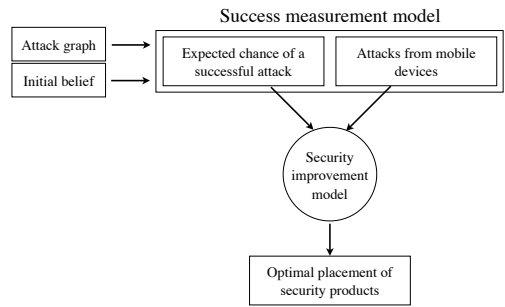 Success measurement model
Attack graph
Initial belief
Expected chance of a
successful attack
Attacks from mobile
devices
Security
improvement
model
Optimal placement of
security products